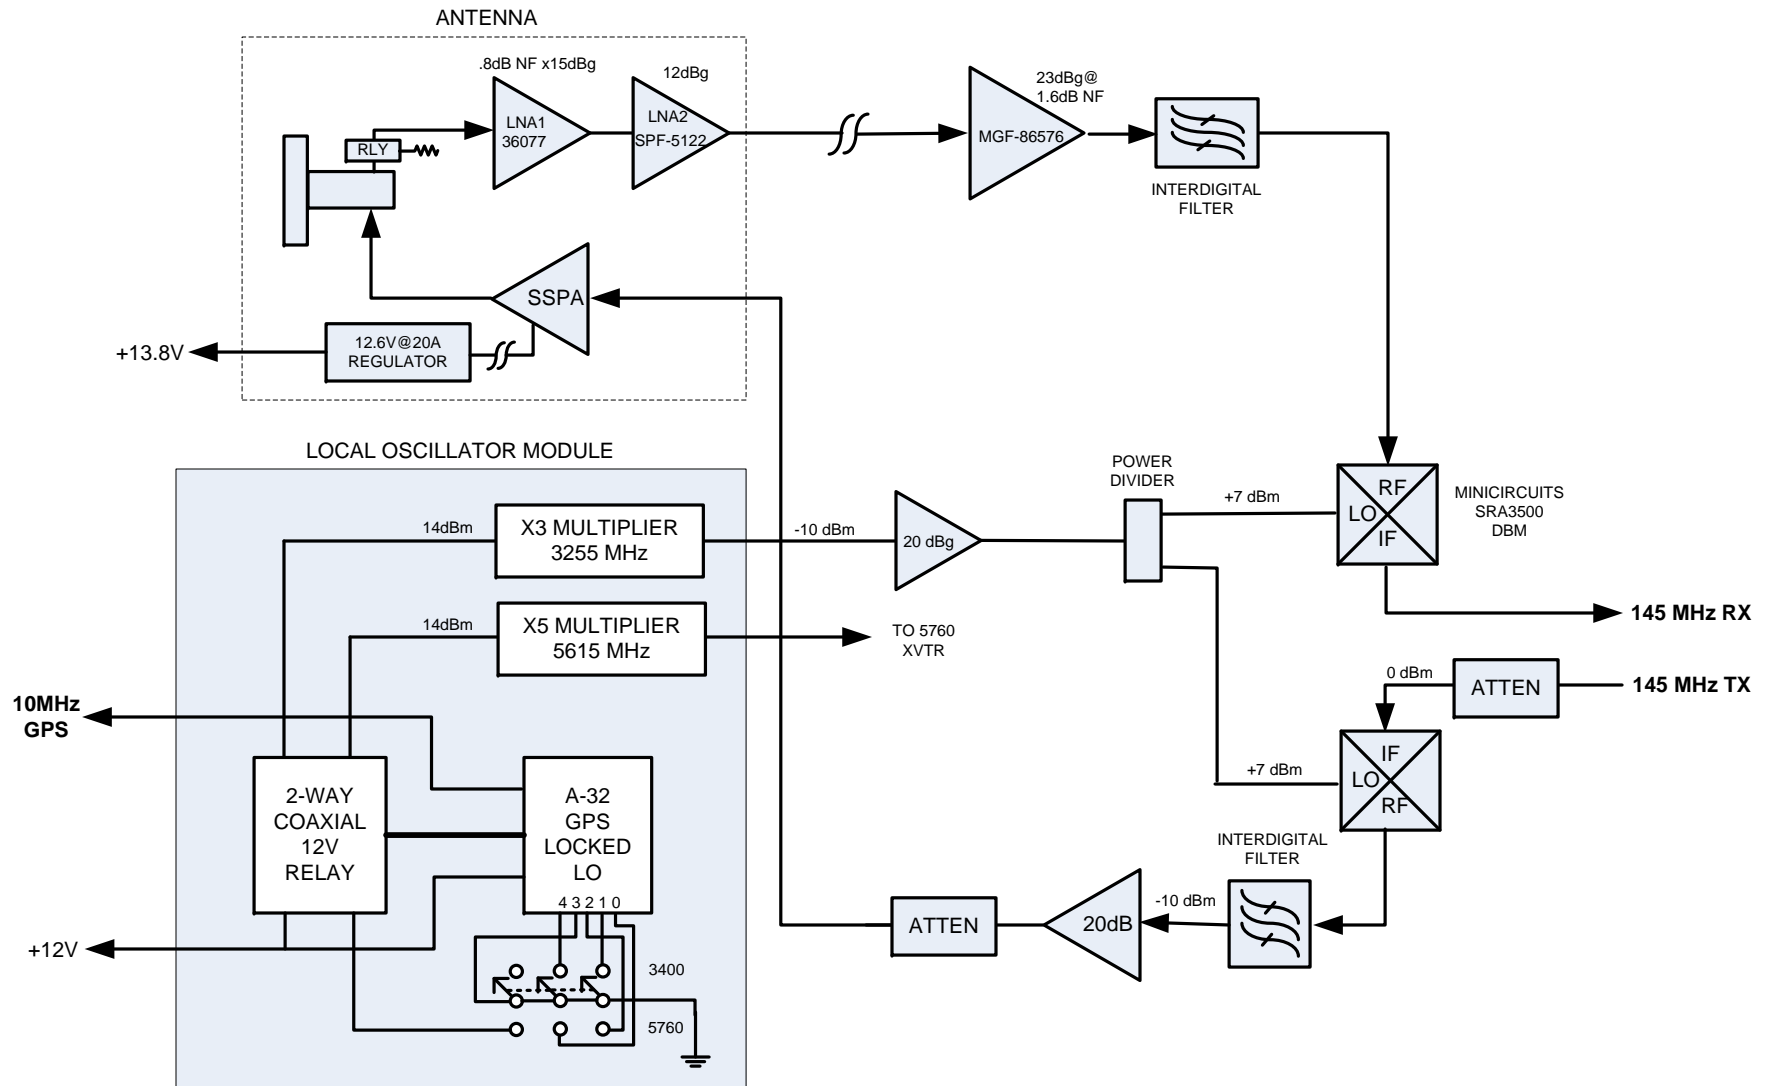 ANTENNA
.8dB NF x15dBg
12dBg
23dBg@
1.6dB NF
LNA1
36077
LNA2
SPF-5122
MGF-86576
RLY
INTERDIGITAL
FILTER
SSPA
+13.8V
12.6V@20A
REGULATOR
LOCAL OSCILLATOR MODULE
POWER
DIVIDER
14dBm
X3 MULTIPLIER
3255 MHz
-10 dBm
20 dBg
+7 dBm
RF
LO
IF
MINICIRCUITS
SRA3500
DBM
14dBm
X5 MULTIPLIER
5615 MHz
TO 5760
XVTR
145 MHz RX
0 dBm
ATTEN
145 MHz TX
10MHz
GPS
2-WAY
COAXIAL
12V
RELAY
A-32
GPS
LOCKED
LO
4 3 2 1 0
+7 dBm
IF
LO
RF
INTERDIGITAL
FILTER
-10 dBm
20dB
ATTEN
+12V
3400
5760